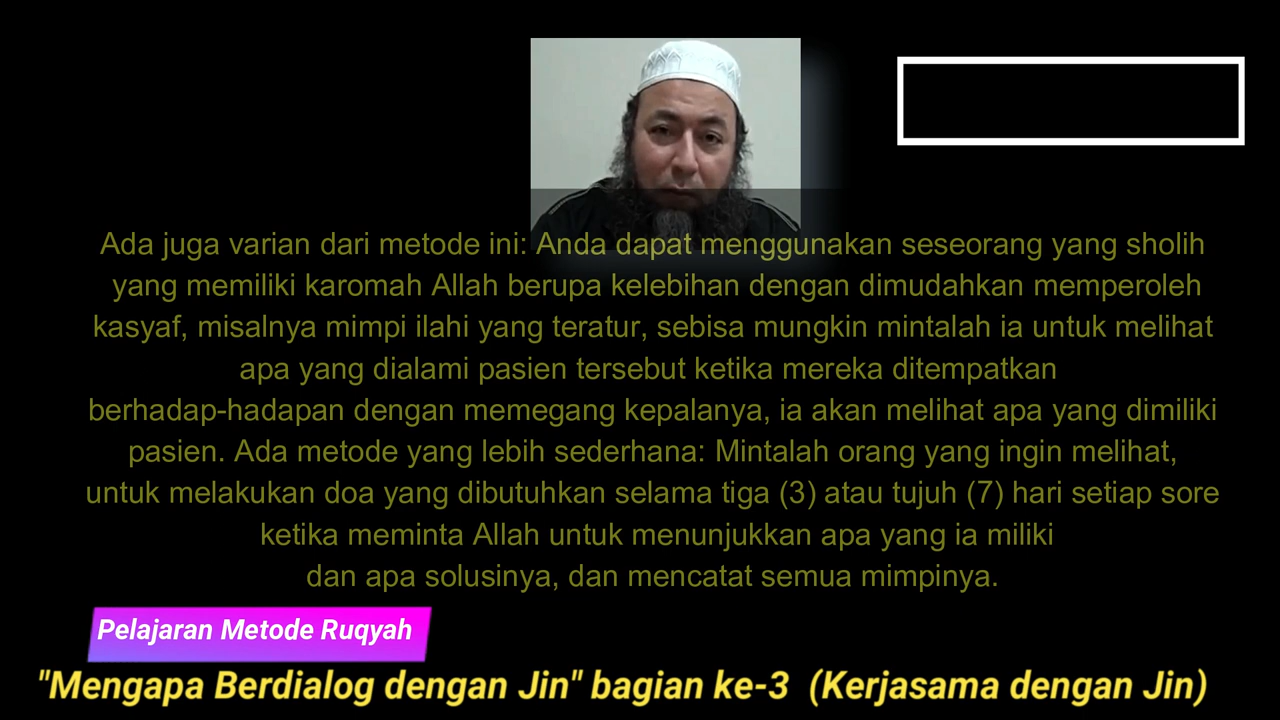 Ada juga varian dari metode ini: Anda dapat menggunakan seseorang yang sholih
yang memiliki karomah Allah berupa kelebihan dengan dimudahkan memperoleh
kasyaf, misalnya mimpi ilahi yang teratur, sebisa mungkin mintalah ia untuk melihat
apa yang dialami pasien tersebut ketika mereka ditempatkan
berhadap-hadapan dengan memegang kepalanya, ia akan melihat apa yang dimiliki
pasien. Ada metode yang lebih sederhana: Mintalah orang yang ingin melihat,
untuk melakukan doa yang dibutuhkan selama tiga (3) atau tujuh (7) hari setiap sore
ketika meminta Allah untuk menunjukkan apa yang ia miliki
dan apa solusinya, dan mencatat semua mimpinya.
Pelajaran Metode Ruqyah
"Mengapa Berdialog dengan Jin" bagian ke-3 (Kerjasama dengan Jin)